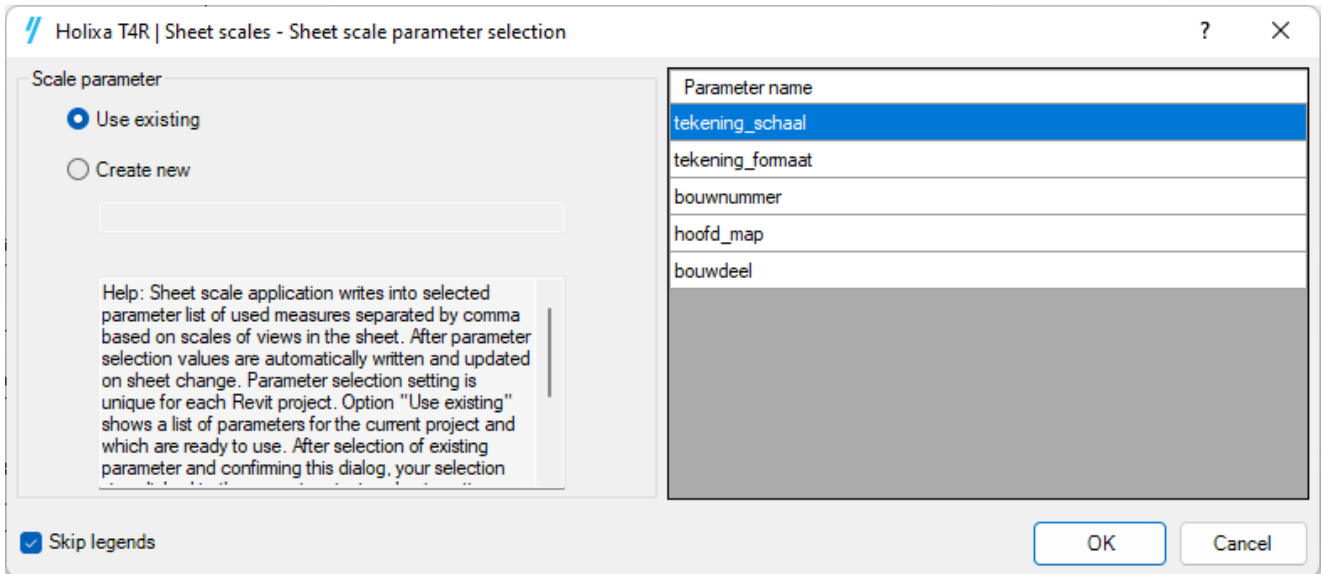 Holixa T4R | Sheet scales - Sheet scale parameter selection
?
Scale parameter
Use existing
Create new
Help: Sheet scale application writes into selected
parameter list of used measures separated by comma
based on scales of views in the sheet. After parameter
selection values are automatically written and updated
on sheet change. Parameter selection setting is
unique for each Revit project. Option "Use existing"
shows a list of parameters for the current project and
which are ready to use. After selection of existing
parameter and confirming this dialog, your selection
Parameter name
tekening_schaal
tekening_formaat
bouwnummer
hoofd_map
bouwdeel
Skip legends
OK
Cancel